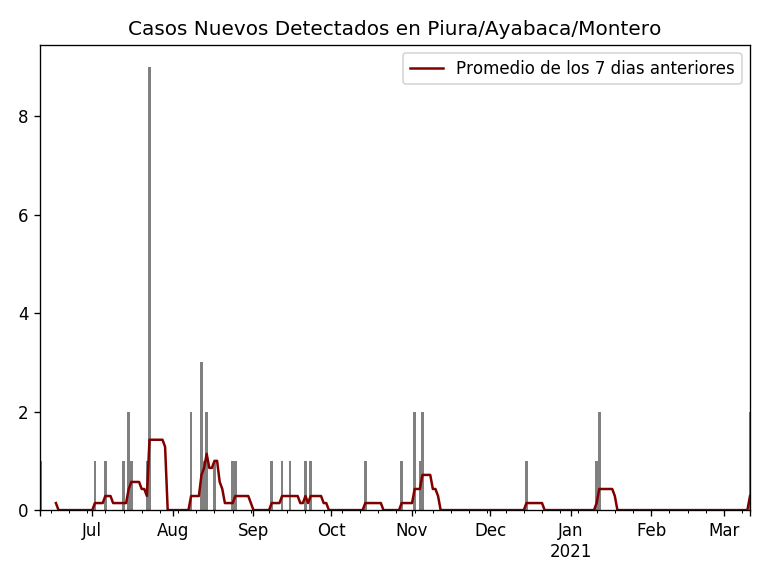 Casos Nuevos Detectados en Piura/Ayabaca/Montero
Promedio de los 7 dias anteriores
8
6
4
2
0
Jul Aug Sep Oct Nov Dec Jan Feb Mar
2021